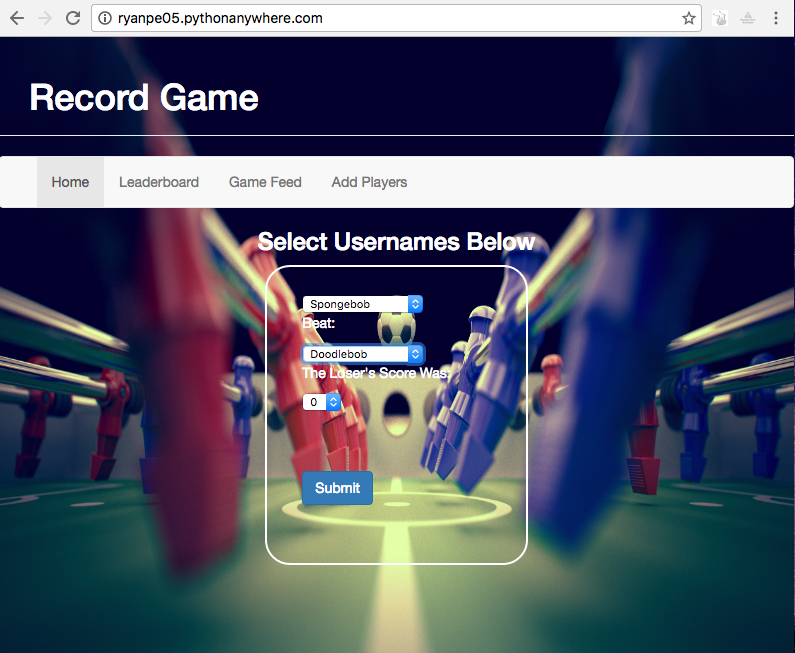 ryanpe05.pythonanywhere.com
Record Game
Home Leaderboard Game Feed Add Players
Select Usernames Below
Spongebob
Beat:
Doodlebob
The Loser's Score Was:
0
Submit